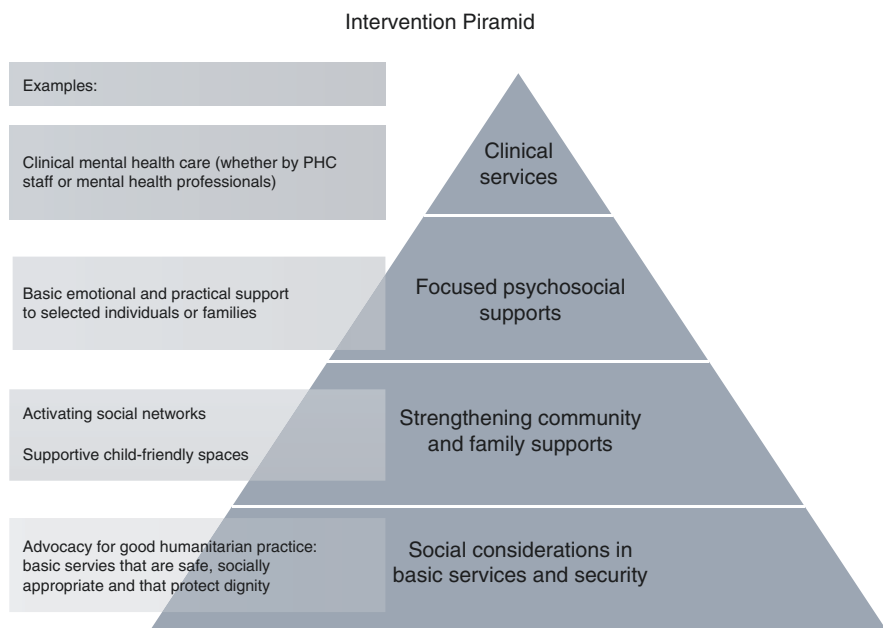 Intervention Piramid
Examples:
Clinical mental health care (whether by PHC
staff or mental health professionals)
Clinical
services
Basic emotional and practical support
to selected individuals or families
Focused psychosocial
supports
Activating social networks
Supportive child-friendly spaces
Strengthening community
and family supports
Advocacy for good humanitarian practice:
basic servies that are safe, socially
appropriate and that protect dignity
Social considerations in
basic services and security